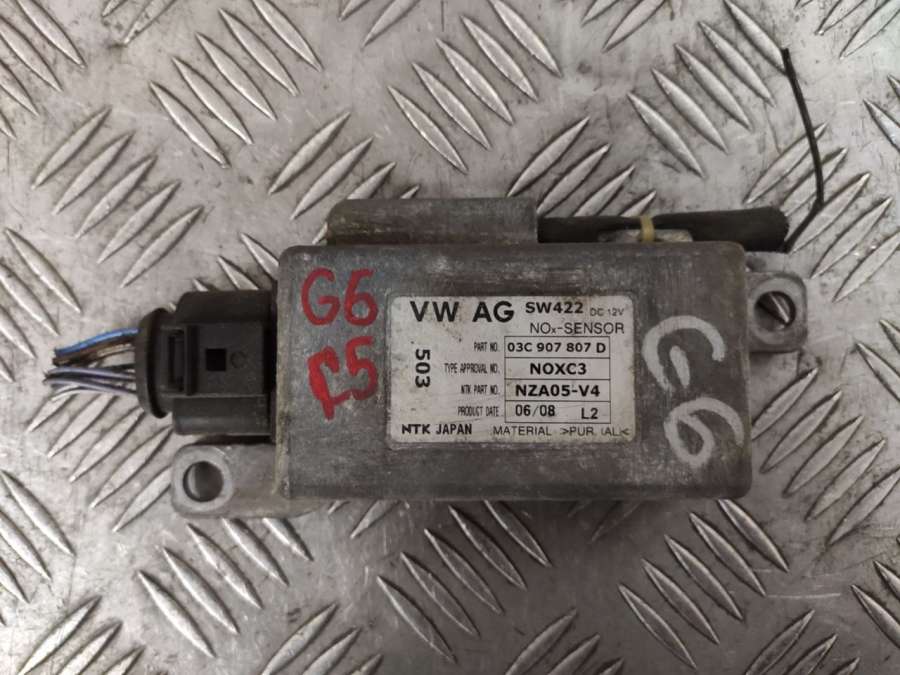 G6
C5
VW AG SW422 DC 12V
NOx-SENSOR
503
PART NO. 03C 907 807 D
TYPE APPROVAL NO. NOXC3
NTK PART NO. NZA05-V4
PRODUCT DATE 06/08 L2
NTK JAPAN MATERIAL >PUR.(AL)<
G6